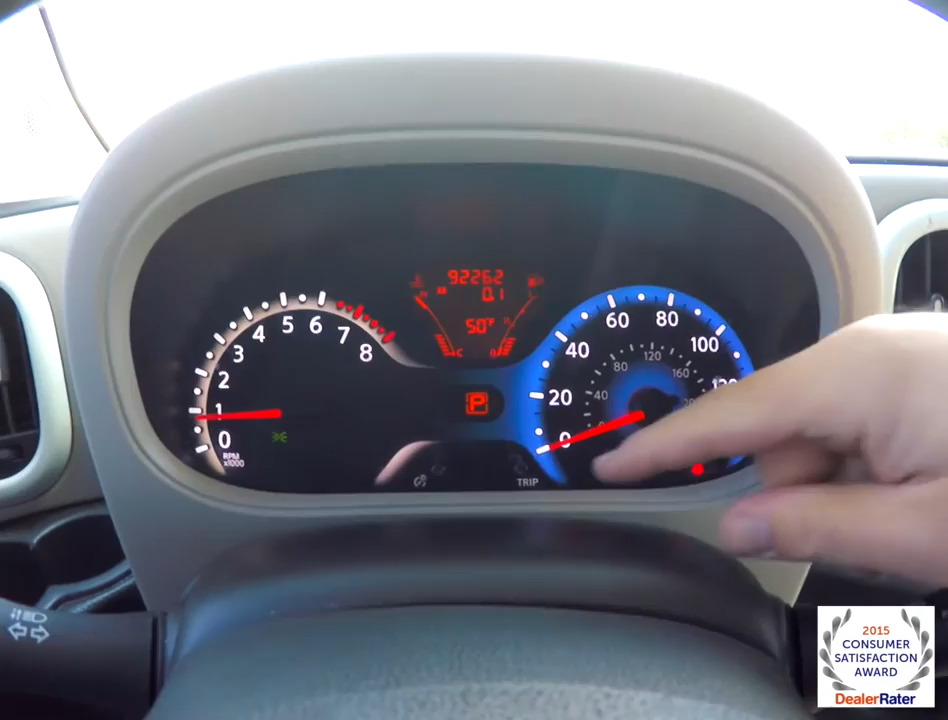 92262
0.1
50°F
C
0
1
2
3
4
5
6
7
8
RPM
x1000
P
TRIP
0
20
40
60
80
100
120
40
80
120
160
2015
CONSUMER
SATISFACTION
AWARD
DealerRater